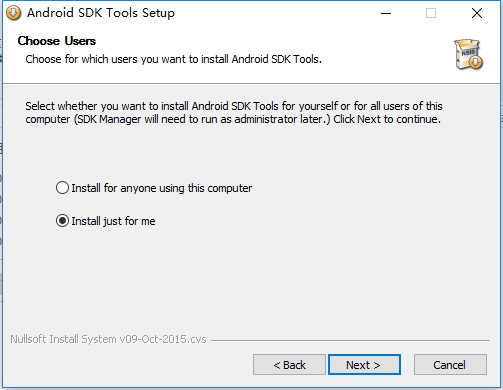 Android SDK Tools Setup
Choose Users
Choose for which users you want to install Android SDK Tools.
Select whether you want to install Android SDK Tools for yourself or for all users of this
computer (SDK Manager will need to run as administrator later.) Click Next to continue.
Install for anyone using this computer
Install just for me
Nullsoft Install System v09-Oct-2015.cvs
< Back
Next >
Cancel